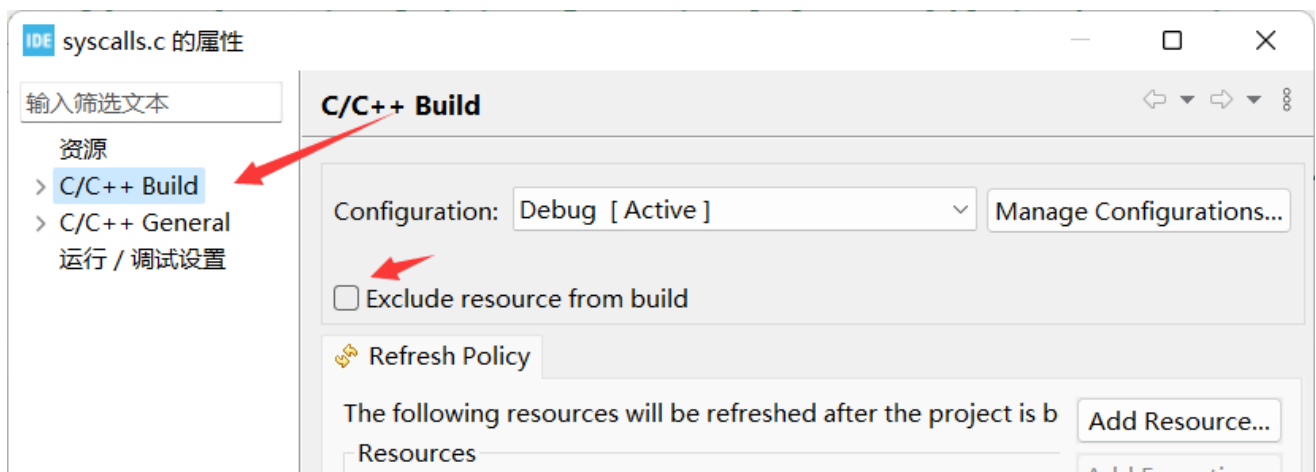 IDE syscalls.c 的属性
输入筛选文本
资源
C/C++ Build
C/C++ General
运行 / 调试设置
C/C++ Build
Configuration: Debug [ Active ] Manage Configurations...
Exclude resource from build
Refresh Policy
The following resources will be refreshed after the project is b
Add Resource...
Resources